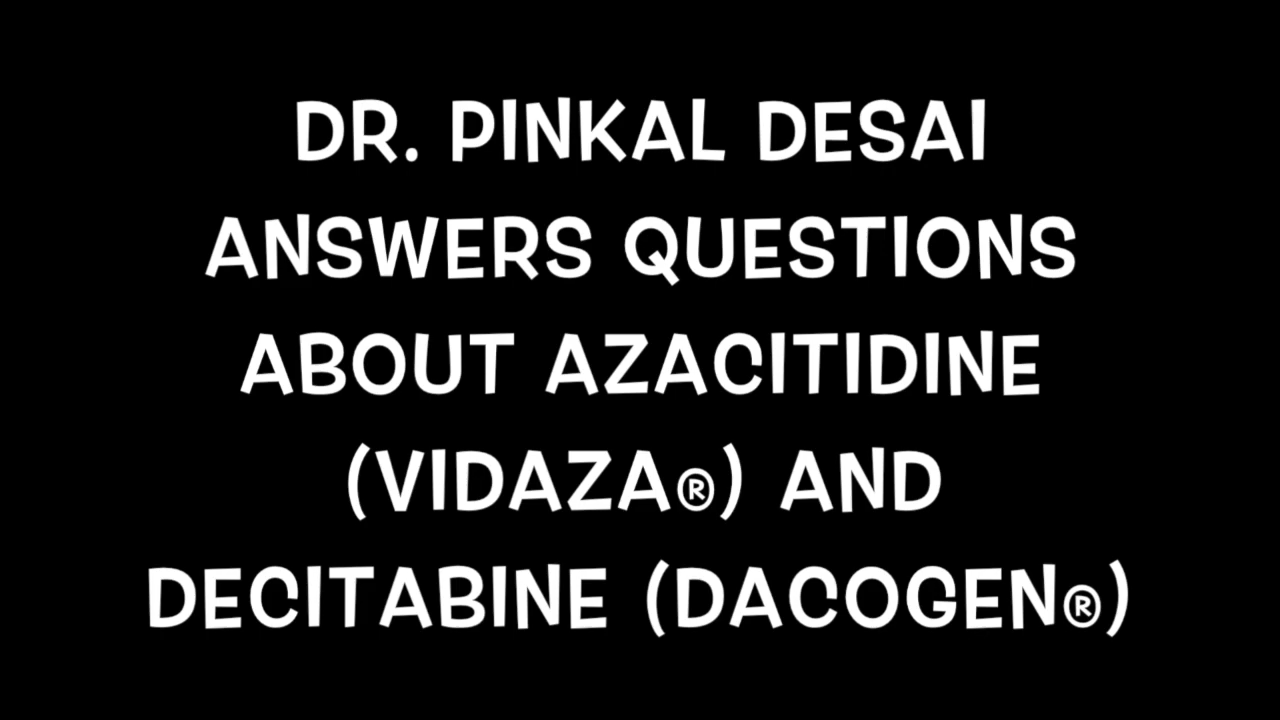 DR. PINKAL DESAI
ANSWERS QUESTIONS
ABOUT AZACITIDINE
(VIDAZA®) AND
DECITABINE (DACOGEN®)